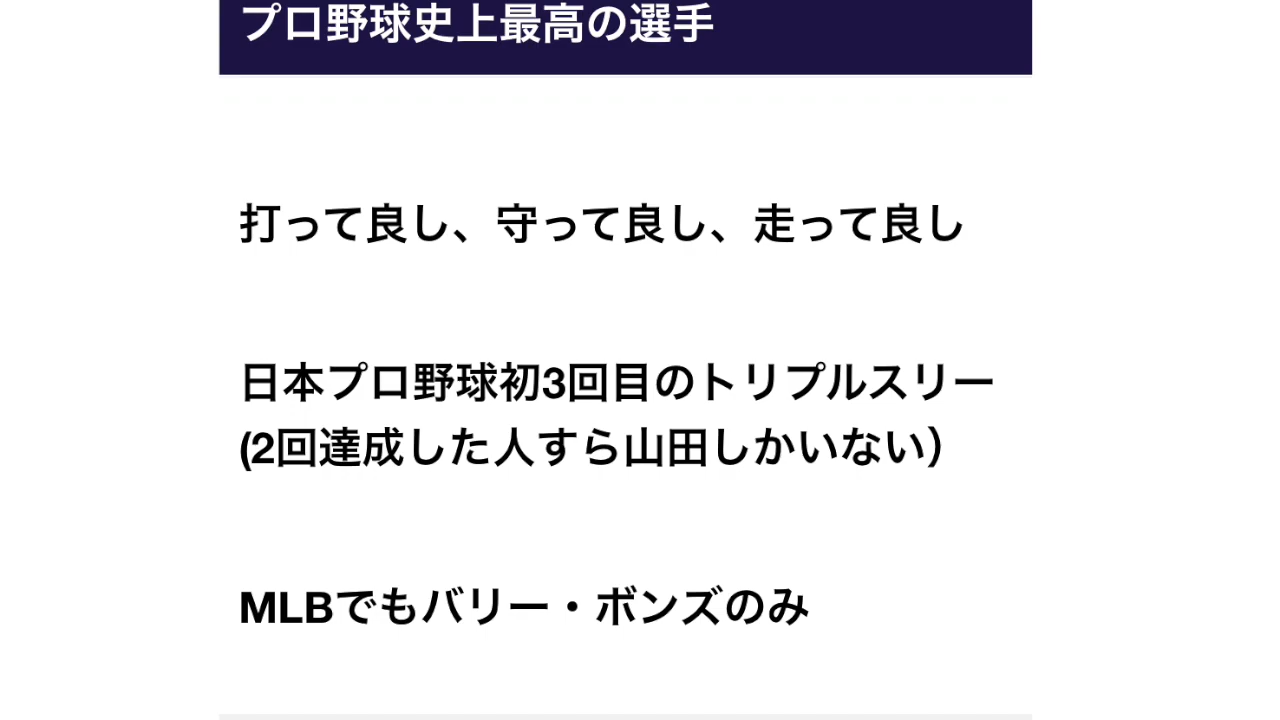 プロ野球史上最高の選手
打って良し、守って良し、走って良し
日本プロ野球初3回目のトリプルスリー
(2回達成した人すら山田しかいない）
MLBでもバリー・ボンズのみ